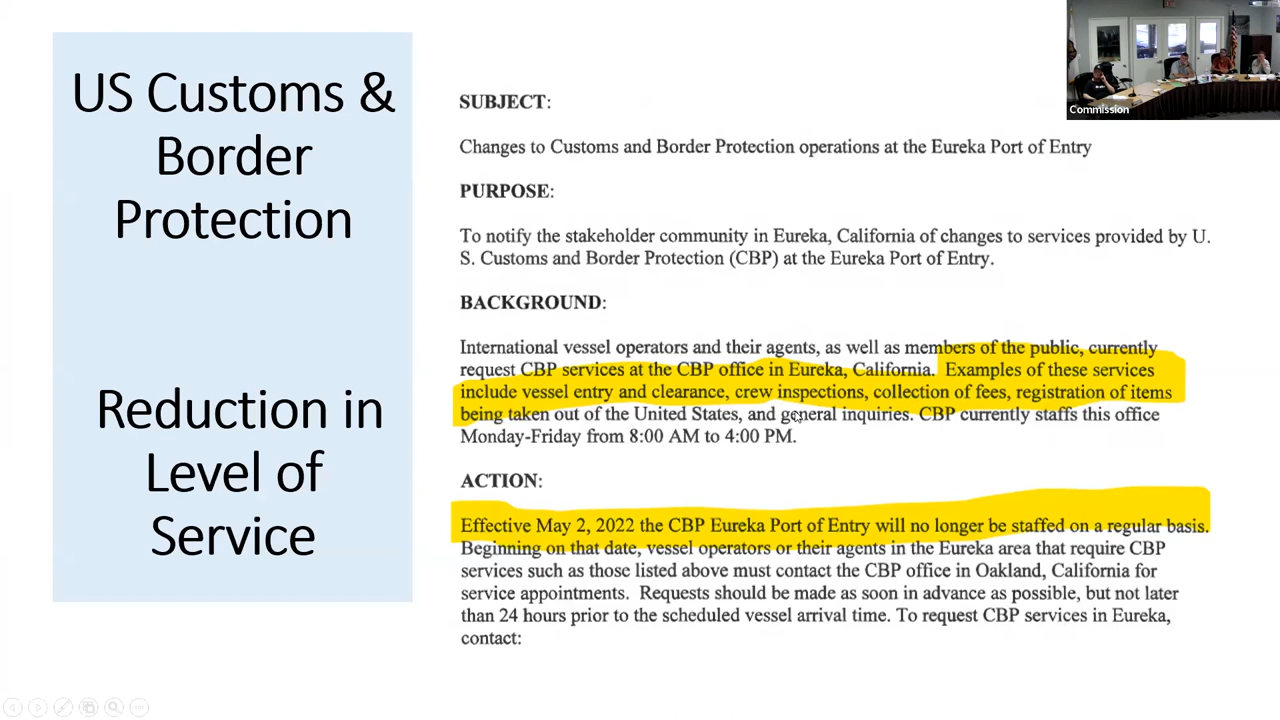 US Customs &
Border
Protection
Reduction in
Level of
Service
SUBJECT:
Changes to Customs and Border Protection operations at the Eureka Port of Entry
PURPOSE:
To notify the stakeholder community in Eureka, California of changes to services provided by U.
S. Customs and Border Protection (CBP) at the Eureka Port of Entry.
BACKGROUND:
International vessel operators and their agents, as well as members of the public, currently
request CBP services at the CBP office in Eureka, California. Examples of these services
include vessel entry and clearance, crew inspections, collection of fees, registration of items
being taken out of the United States, and general inquiries. CBP currently staffs this office
Monday-Friday from 8:00 AM to 4:00 PM.
ACTION:
Effective May 2, 2022 the CBP Eureka Port of Entry will no longer be staffed on a regular basis.
Beginning on that date, vessel operators or their agents in the Eureka area that require CBP
services such as those listed above must contact the CBP office in Oakland, California for
service appointments. Requests should be made as soon in advance as possible, but not later
than 24 hours prior to the scheduled vessel arrival time. To request CBP services in Eureka,
contact:
Commission